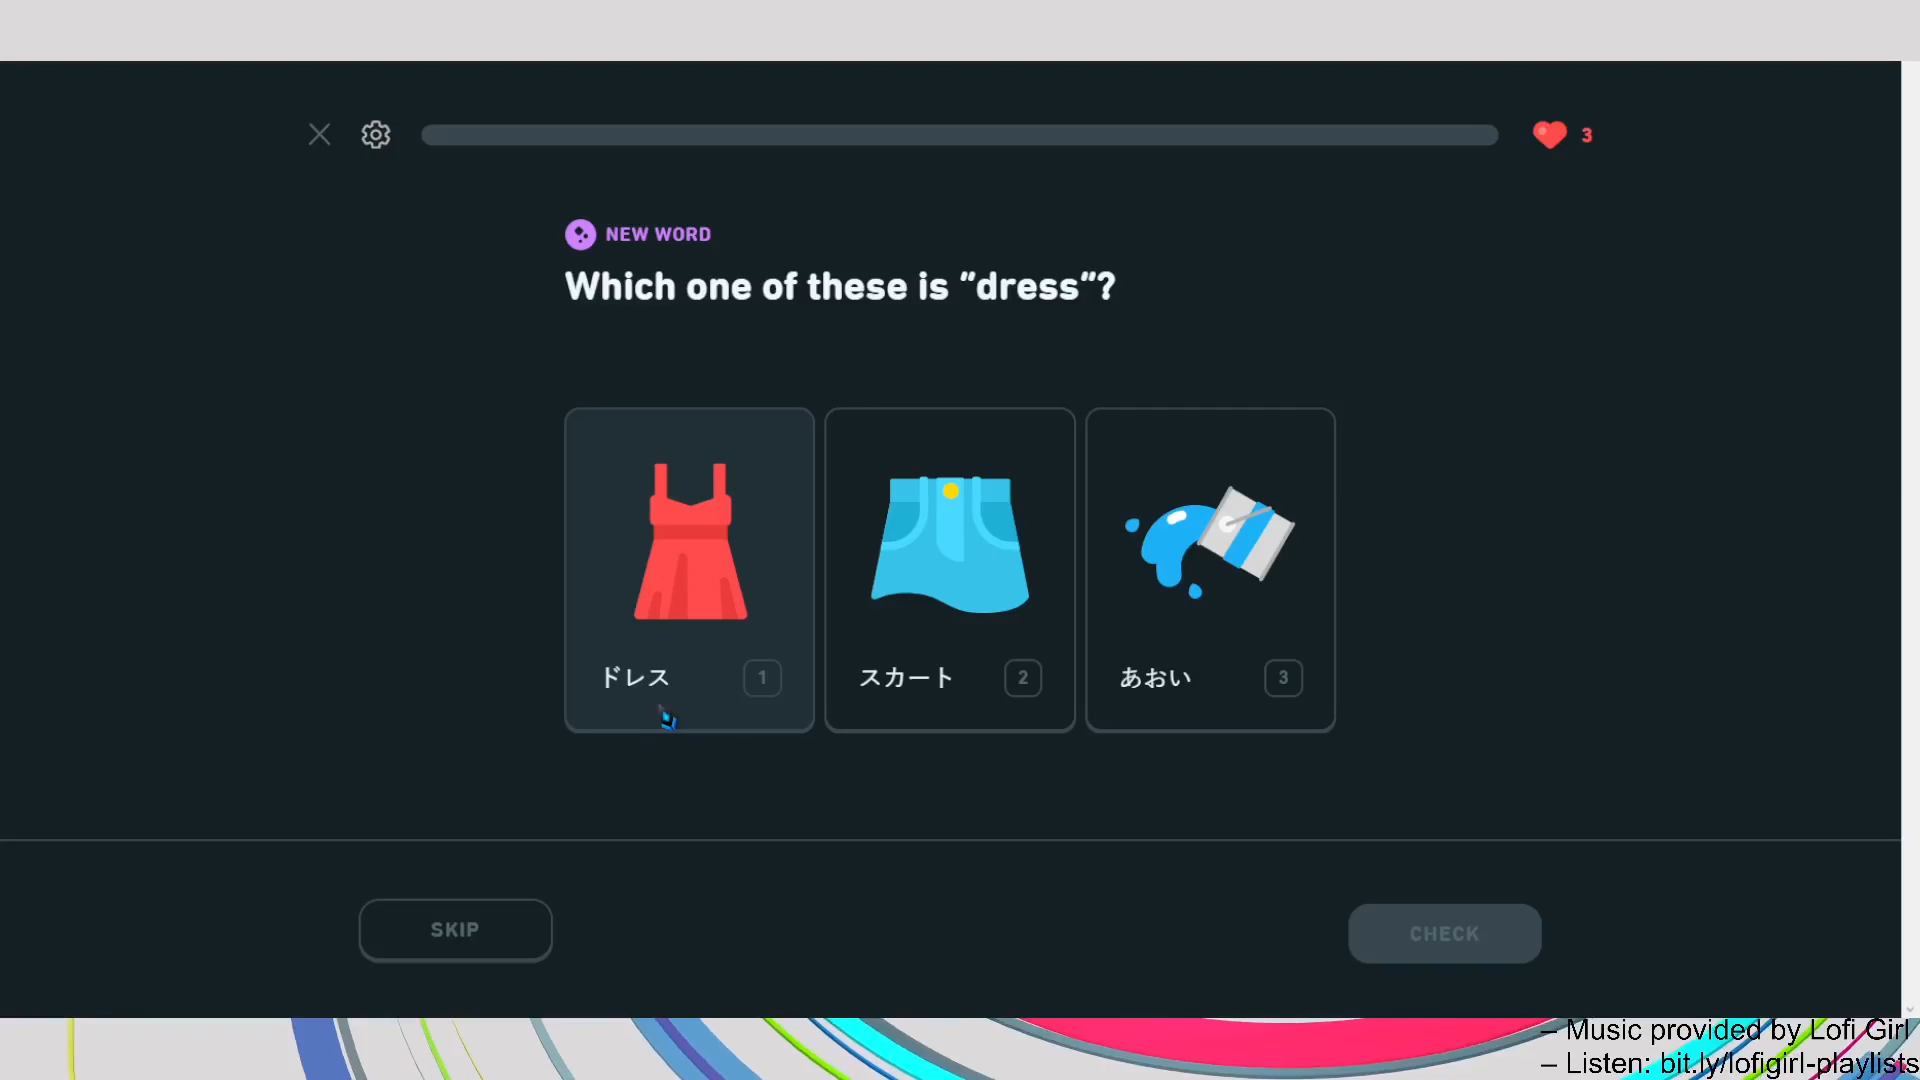 3
NEW WORD
Which one of these is “dress”?
ドレス 1
スカート 2
あおい 3
SKIP
CHECK
– Music provided by Lofi Girl
– Listen: bit.ly/lofigirl-playlists